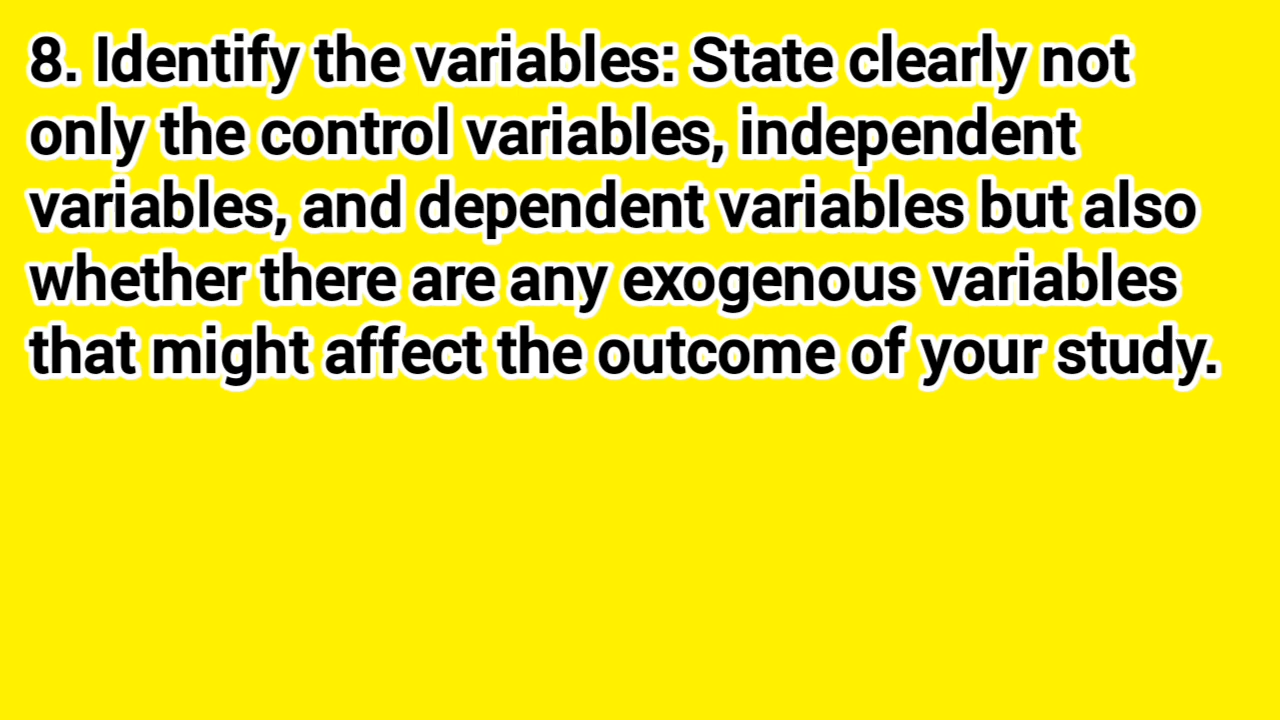 8. Identify the variables: State clearly not
only the control variables, independent
variables, and dependent variables but also
whether there are any exogenous variables
that might affect the outcome of your study.